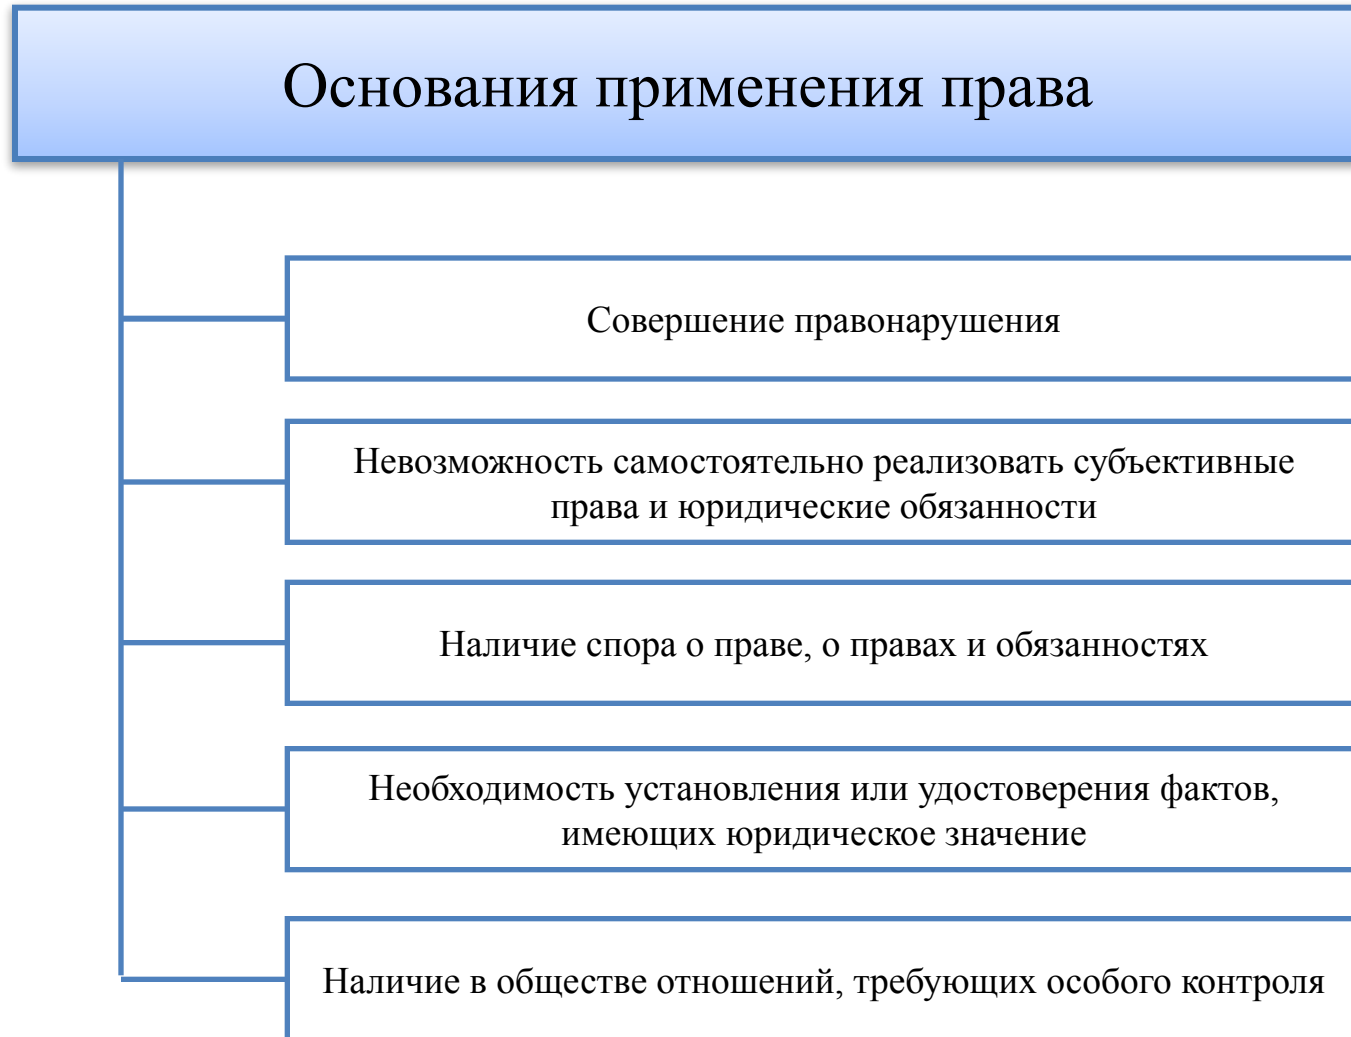 Основания применения права
Совершение правонарушения
Невозможность самостоятельно реализовать субъективные
права и юридические обязанности
Наличие спора о праве, о правах и обязанностях
Необходимость установления или удостоверения фактов,
имеющих юридическое значение
Наличие в обществе отношений, требующих особого контроля